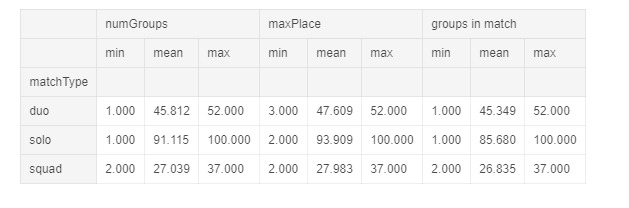 numGroups maxPlace groups in match
min mean max min mean max min mean max
matchType
duo 1.000 45.812 52.000 3.000 47.609 52.000 1.000 45.349 52.000
solo 1.000 91.115 100.000 2.000 93.909 100.000 1.000 85.680 100.000
squad 2.000 27.039 37.000 2.000 27.983 37.000 2.000 26.835 37.000